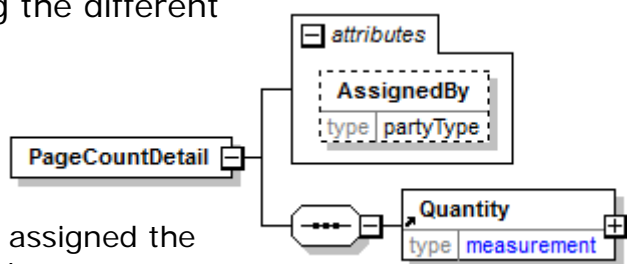 g the different
attributes
AssignedBy
type partyType
PageCountDetail
Quantity
type measurement
assigned the